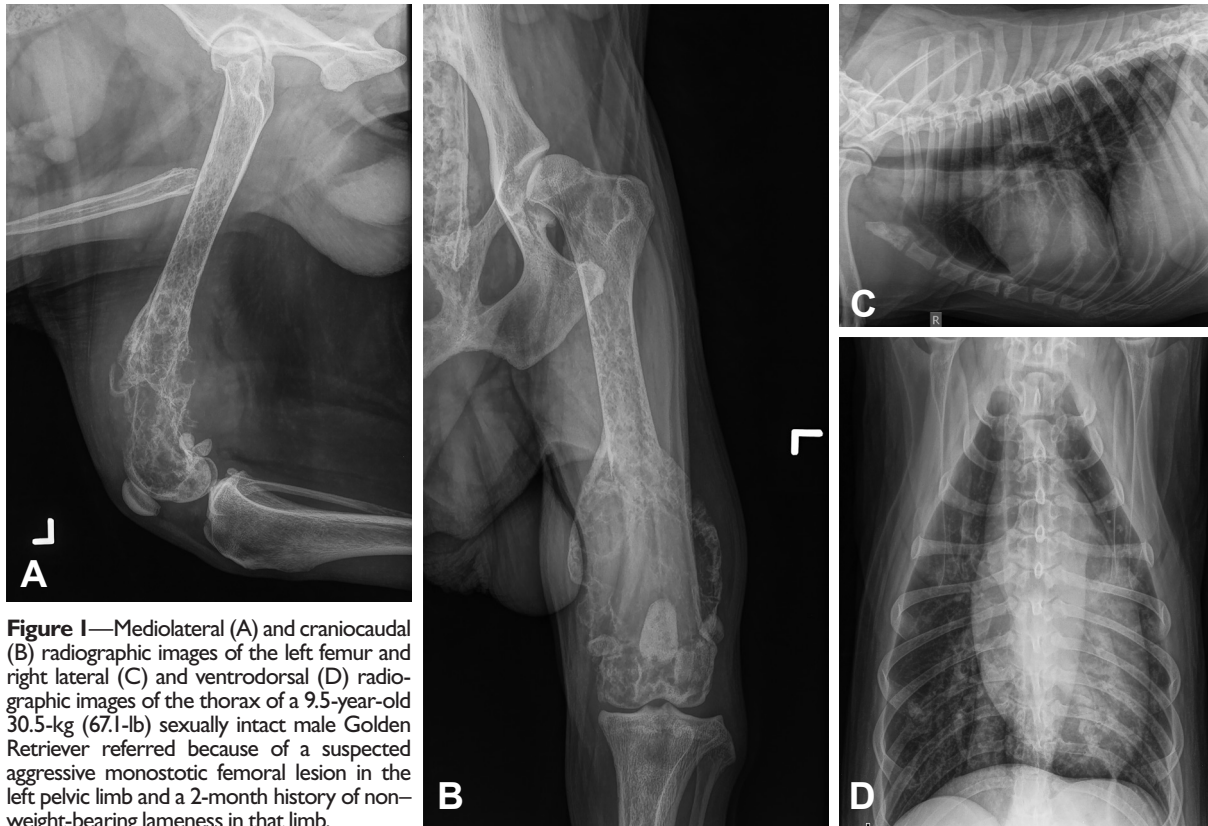 A
B
C
R
D
Figure 1—Mediolateral (A) and craniocaudal
(B) radiographic images of the left femur and
right lateral (C) and ventrodorsal (D) radio-
graphic images of the thorax of a 9.5-year-old
30.5-kg (67.1-lb) sexually intact male Golden
Retriever referred because of a suspected
aggressive monostotic femoral lesion in the
left pelvic limb and a 2-month history of non–
weight-bearing lameness in that limb.